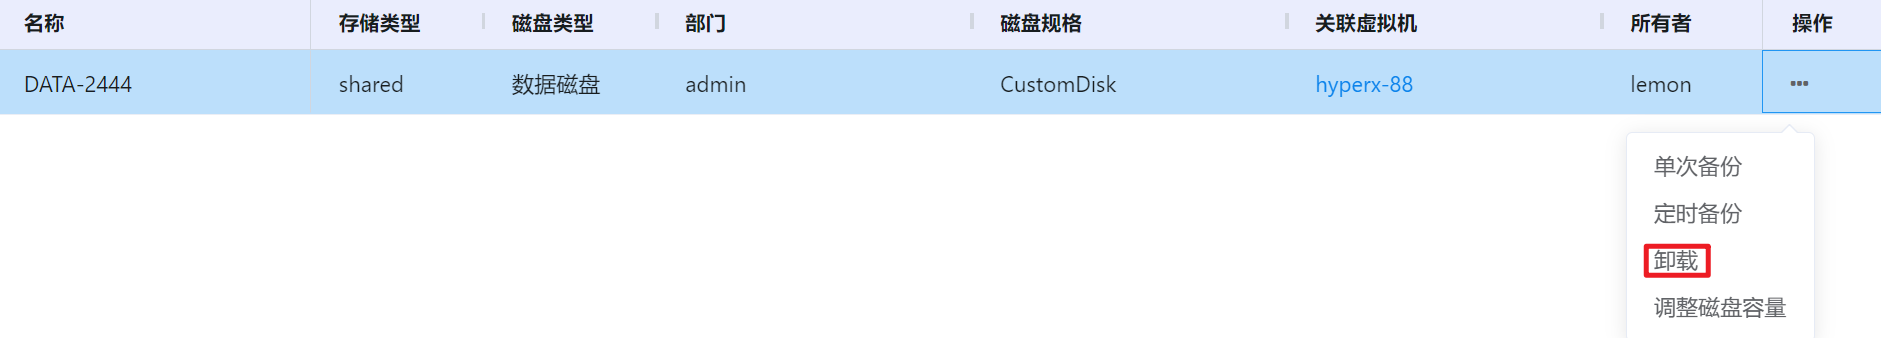 名称 存储类型 磁盘类型 部门 磁盘规格 关联虚拟机 所有者 操作
DATA-2444 shared 数据磁盘 admin CustomDisk hyperx-88 lemon •••
单次备份
定时备份
卸载
调整磁盘容量